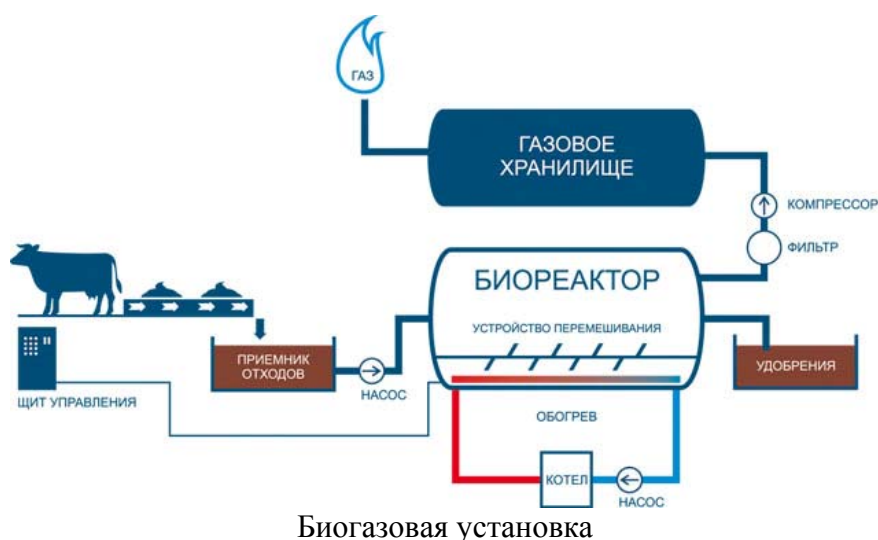 ГАЗ
ГАЗОВОЕ
ХРАНИЛИЩЕ
КОМПРЕССОР
ФИЛЬТР
БИОРЕАКТОР
УСТРОЙСТВО ПЕРЕМЕШИВАНИЯ
ПРИЕМНИК
ОТХОДОВ
НАСОС
УДОБРЕНИЯ
ЩИТ УПРАВЛЕНИЯ
ОБОГРЕВ
КОТЕЛ
НАСОС
Биогазовая установка